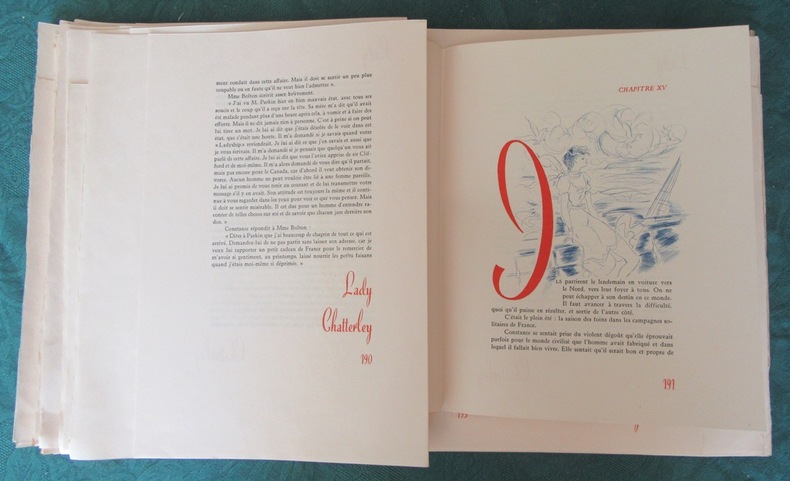 ment conduit dans cette affaire. Mais il doit se sentir un peu plus
coupable ou en faute qu'il ne veut bien l'admettre ».
Mme Bolton écrivit assez brièvement.
« J'ai vu M. Parkin hier en bien mauvais état, avec tous ses
soucis et le coup qu'il a reçu sur la tête. Sa mère m'a dit qu'il avait
été malade pendant plus d'une heure après cela, à vomir et à faire des
efforts. Mais il ne dit jamais rien à personne. C'est à peine si on peut
lui tirer un mot. Je lui ai dit que j'étais désolée de le voir dans cet
état, que c'était une honte. Il m'a demandé si je savais quand votre
« Ladyship » reviendrait. Je lui ai dit ce que j'en savais et aussi que
je vous écrivais. Il m'a demandé si je pensais que quelqu'un vous ait
parlé de cette affaire. Je lui ai dit que l'aviez apprise de sir Clif-
ford et de moi-même. Il m'a alors demandé de vous dire qu'il partait,
mais pas encore pour le Canada, car d'abord il veut obtenir son di-
vorce. Aucun homme ne peut vouloir être lié à une femme pareille.
Je lui ai promis de vous tenir au courant et de lui transmettre votre
message s'il y en avait. Son attitude est toujours la même et il conti-
nue à vous regarder dans les yeux pour voir ce que vous pensez. Mais
il doit se sentir misérable. Il est dur pour un homme d'entendre ra-
conter de telles choses sur soi et de savoir que chacun jase derrière son
dos. »
Constance répondit à Mme Bolton :
« Dites à Parkin que j'ai beaucoup de chagrin de tout ce qui est
arrivé. Demandez-lui de ne pas partir sans laisser son adresse, car je
veux lui rapporter un petit cadeau de France pour le remercier de
m'avoir si gentiment, au printemps, laissé nourrir les petits faisans
quand j'étais moi-même si déprimée. »
Lady
Chatterley
190
CHAPITRE XV
ILS partirent le lendemain en voiture vers
le Nord, vers leur foyer à tous. On ne
peut échapper à son destin en ce monde.
Il faut avancer à travers la difficulté,
quoi qu'il puisse en résulter, et sortir de l'autre côté.
C'était le plein été : la saison des foins dans les campagnes so-
litaires de France.
Constance se sentait prise du violent dégoût qu'elle éprouvait
parfois pour le monde civilisé que l'homme avait fabriqué et dans
lequel il fallait bien vivre. Elle sentait qu'il serait bon et propre de
191